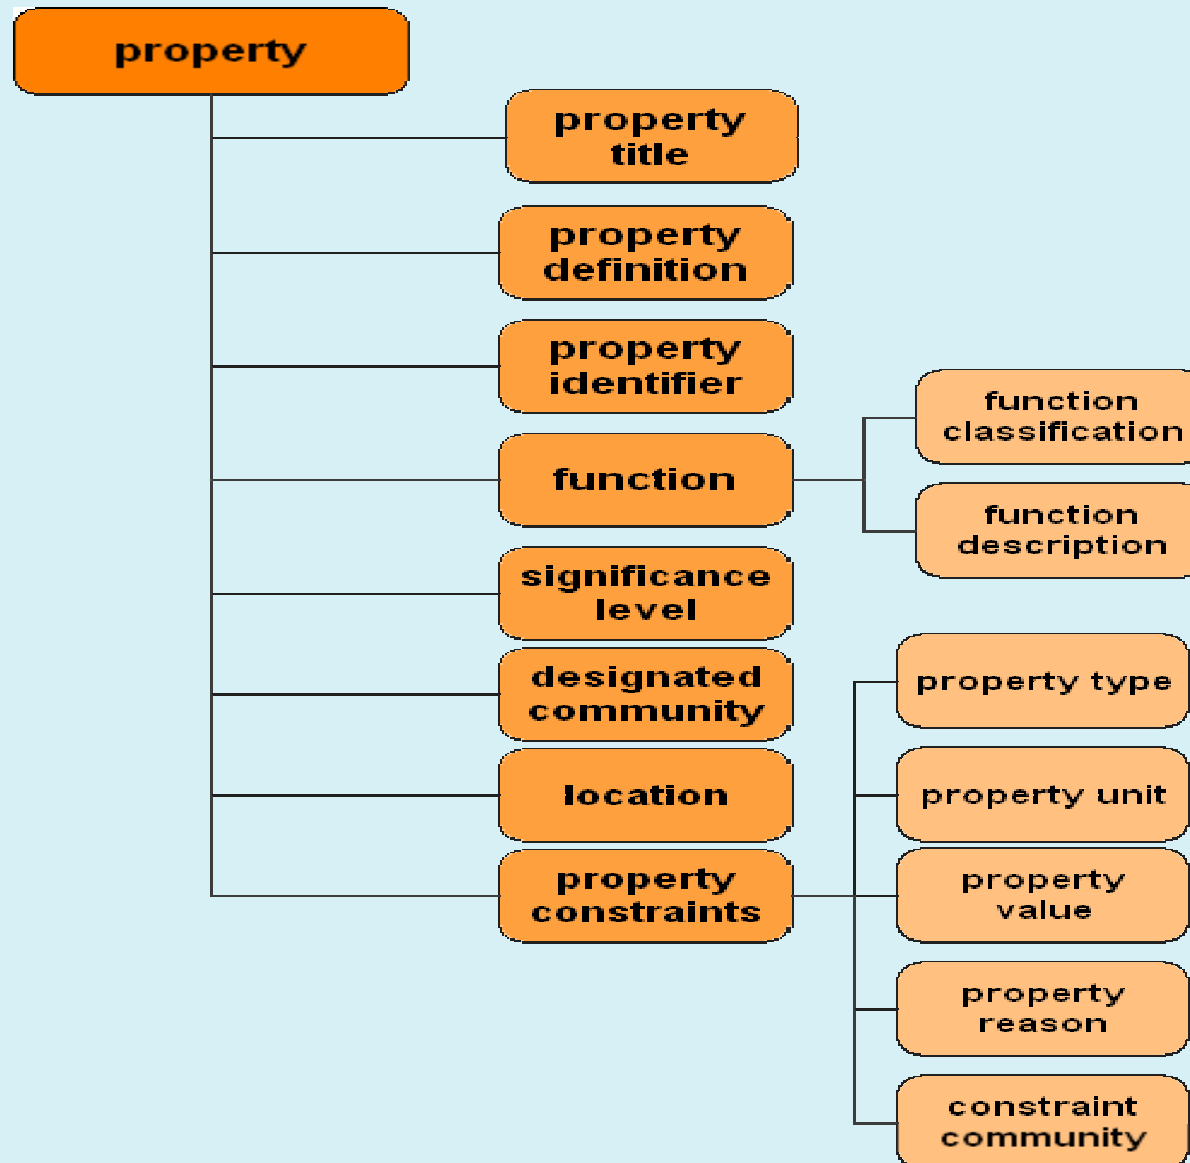 property
property
title
property
definition
property
identifier
function
function
classification
function
description
significance
level
designated
community
location
property
constraints
property type
property unit
property
value
property
reason
constraint
community